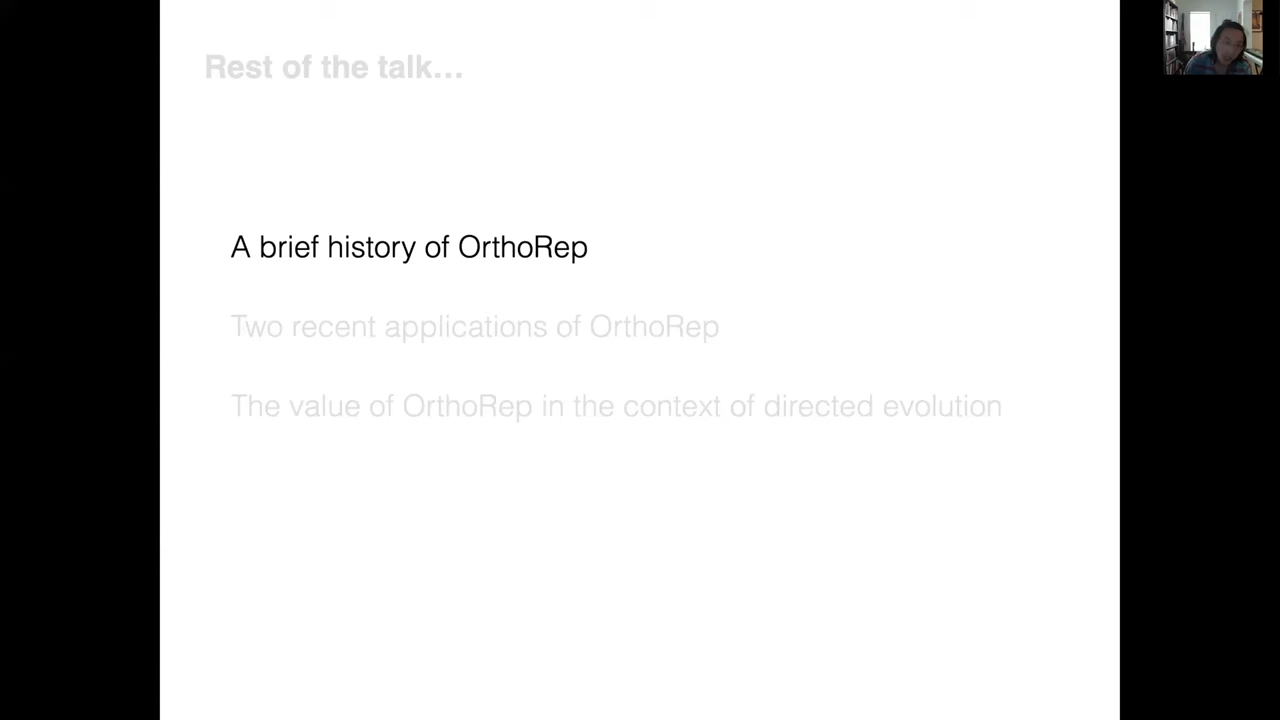 Rest of the talk...
A brief history of OrthoRep
Two recent applications of OrthoRep
The value of OrthoRep in the context of directed evolution